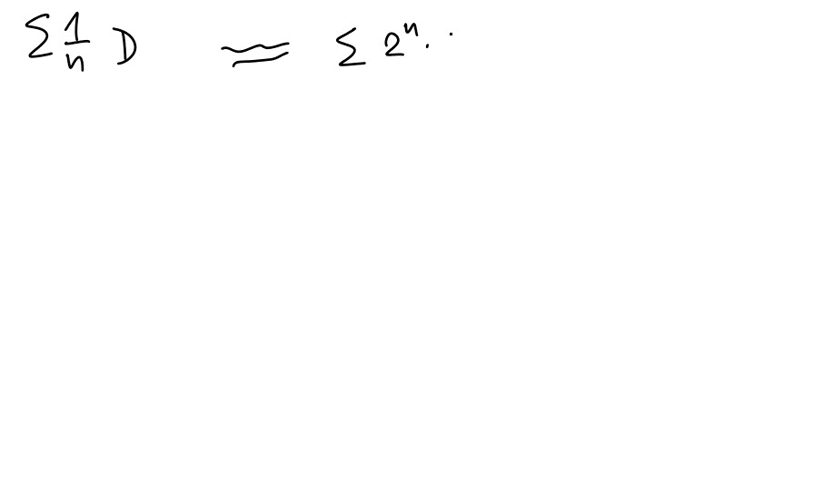 ∑ 1/n D ≈ ∑ 2ⁿ ·